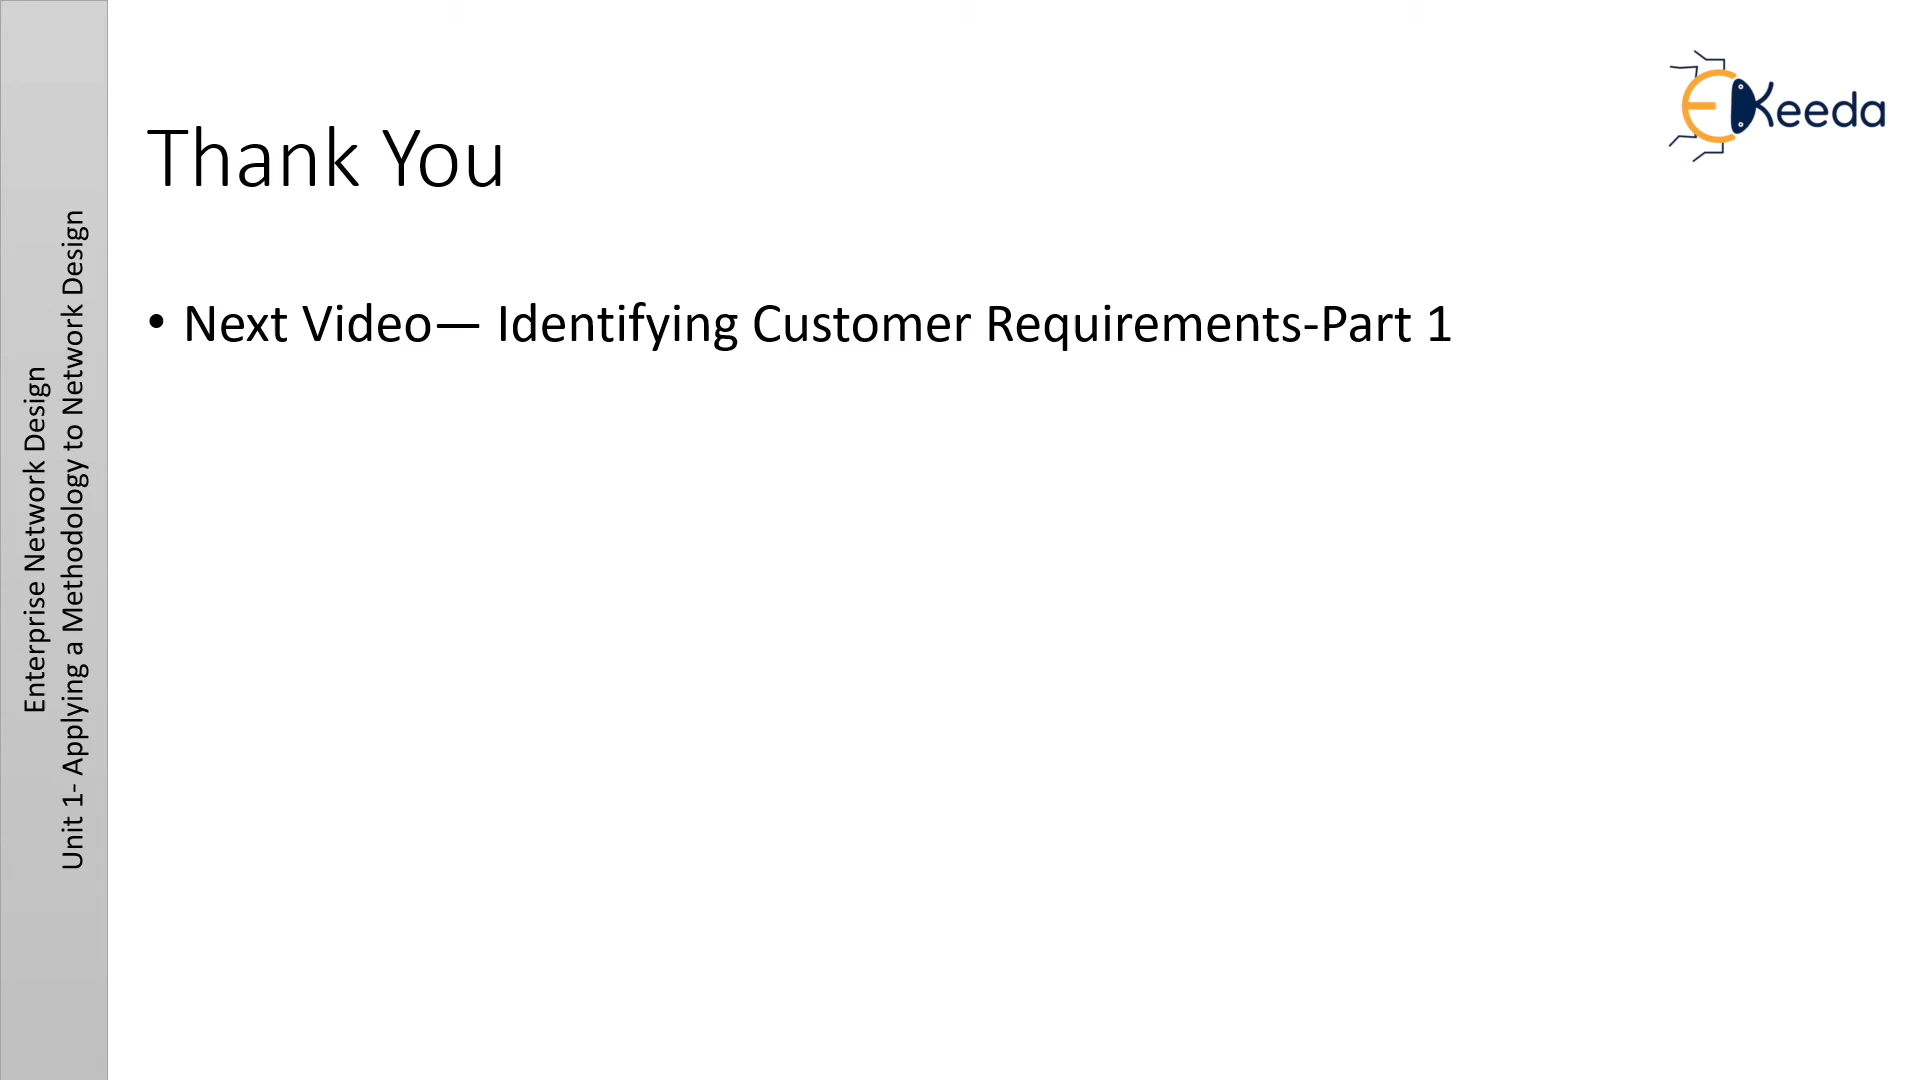 Enterprise Network Design
Unit 1- Applying a Methodology to Network Design
EKeeda
Thank You
• Next Video— Identifying Customer Requirements-Part 1